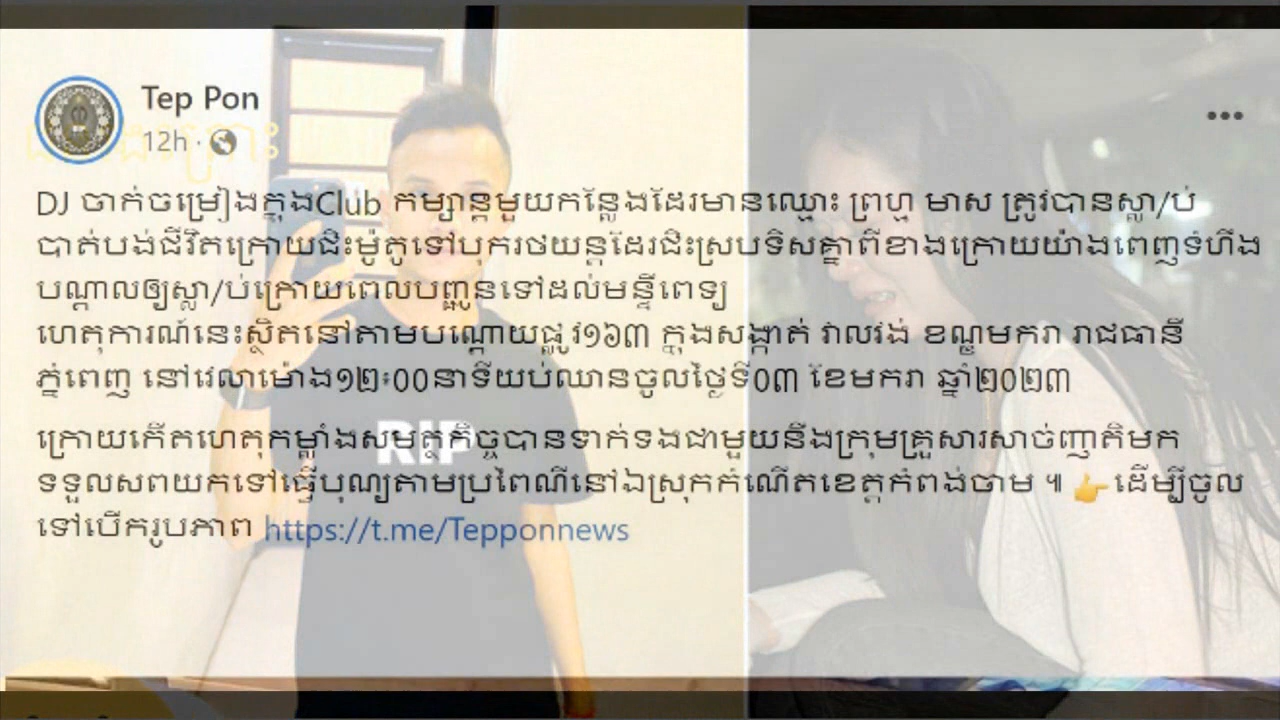 Tep Pon
12h ·
DJ ចាក់ចម្រៀងក្នុងClub កម្សាន្តមួយកន្លែងដែរមានឈ្មោះ ព្រហ្ម មាស ត្រូវបានស្លា/ប់
បាត់បង់ជីវិតក្រោយជិះម៉ូតូទៅបុករថយន្តដែរជិះស្របទិសគ្នាពីខាងក្រោយយ៉ាងពេញទំហឹង
បណ្តាលឲ្យស្លា/ប់ក្រោយពេលបញ្ជូនទៅដល់មន្ទីពេទ្យ
ហេតុការណ៍នេះស្ថិតនៅតាមបណ្តោយផ្លូវ១៦៣ ក្នុងសង្កាត់ វាលវង់ ខណ្ឌមករា រាជធានី
ភ្នំពេញ នៅវេលាម៉ោង១២៖០០នាទីយប់ឈានចូលថ្ងៃទី០៣ ខែមករា ឆ្នាំ២០២៣
ក្រោយកើតហេតុកម្លាំងសមត្ថកិច្ចបានទាក់ទងជាមួយនឹងក្រុមគ្រួសារសាច់ញាតិមក
RIP
ទទួលសពយកទៅធ្វើបុណ្យតាមប្រពៃណីនៅឯស្រុកកំណើតខេត្តកំពង់ចាម ៕ 👉ដើម្បីចូល
ទៅបើករូបភាព https://t.me/Tepponnews